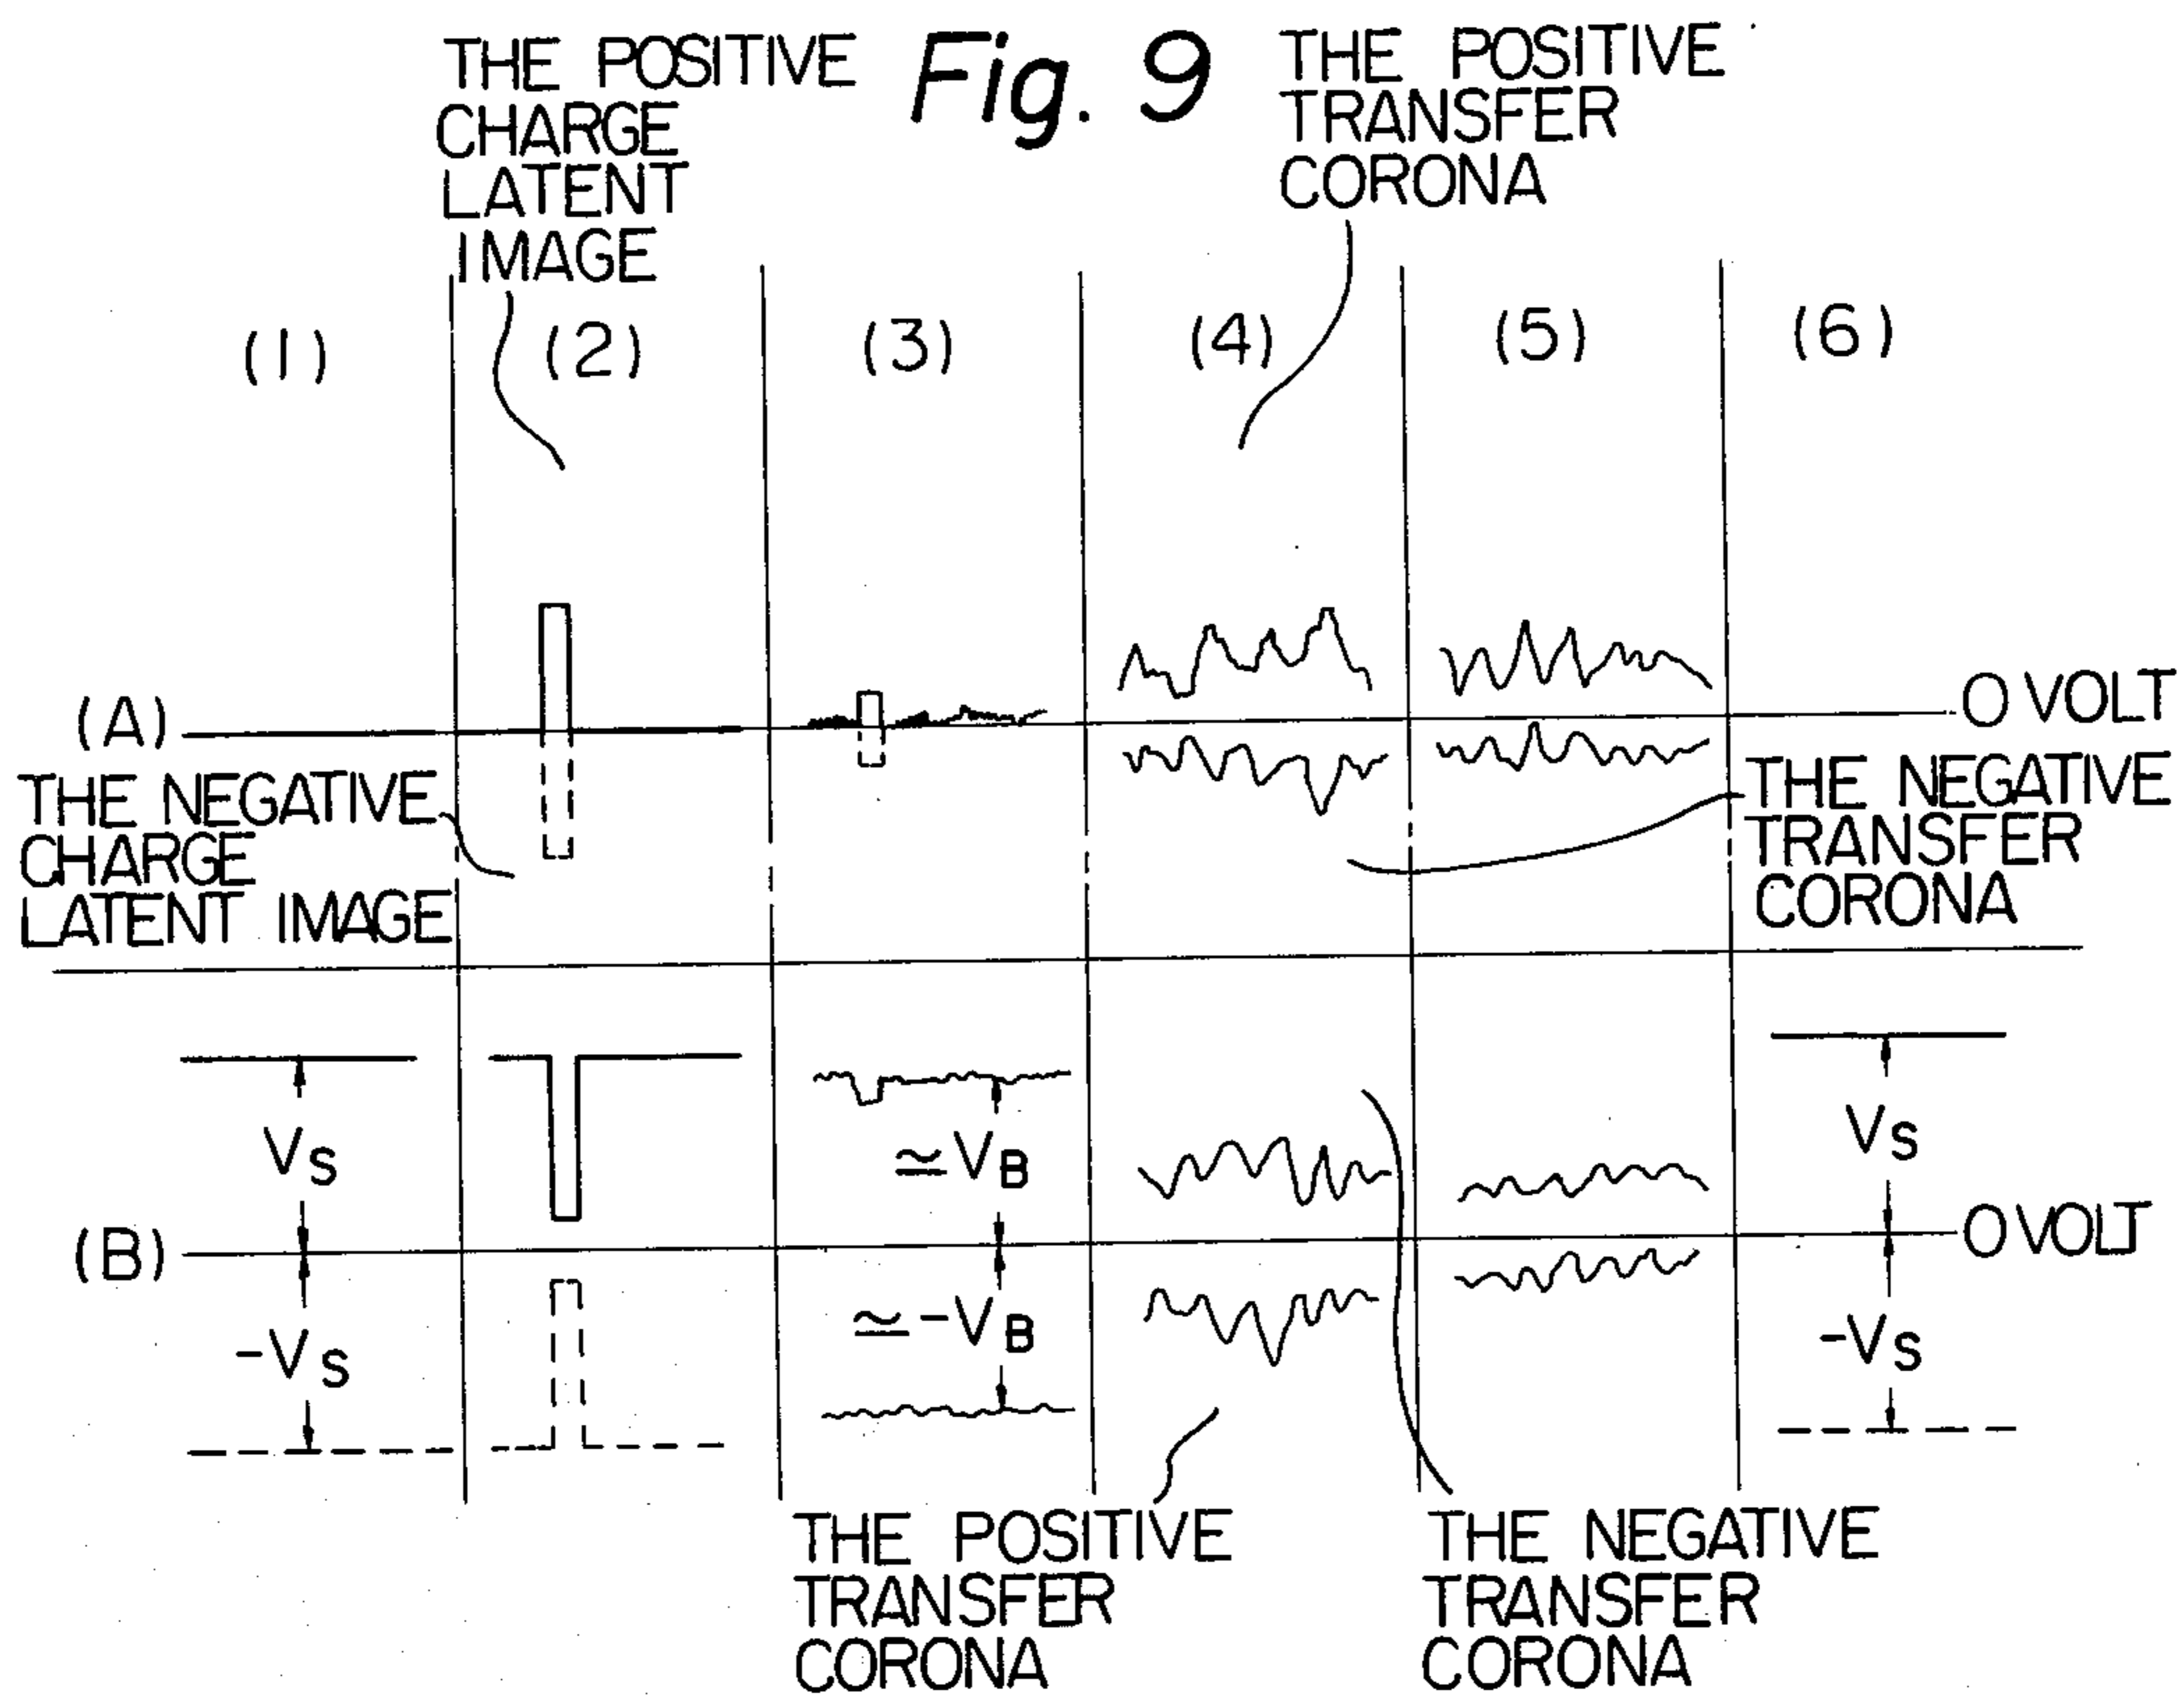 Fig. 9
THE POSITIVE
CHARGE
LATENT
IMAGE
THE POSITIVE
TRANSFER
CORONA
(1)
(2)
(3)
(4)
(5)
(6)
(A)
O VOLT
THE NEGATIVE
CHARGE
LATENT IMAGE
THE NEGATIVE
TRANSFER
CORONA
VS
≃VB
VS
(B)
O VOLT
-VS
≃-VB
-VS
THE POSITIVE
TRANSFER
CORONA
THE NEGATIVE
TRANSFER
CORONA